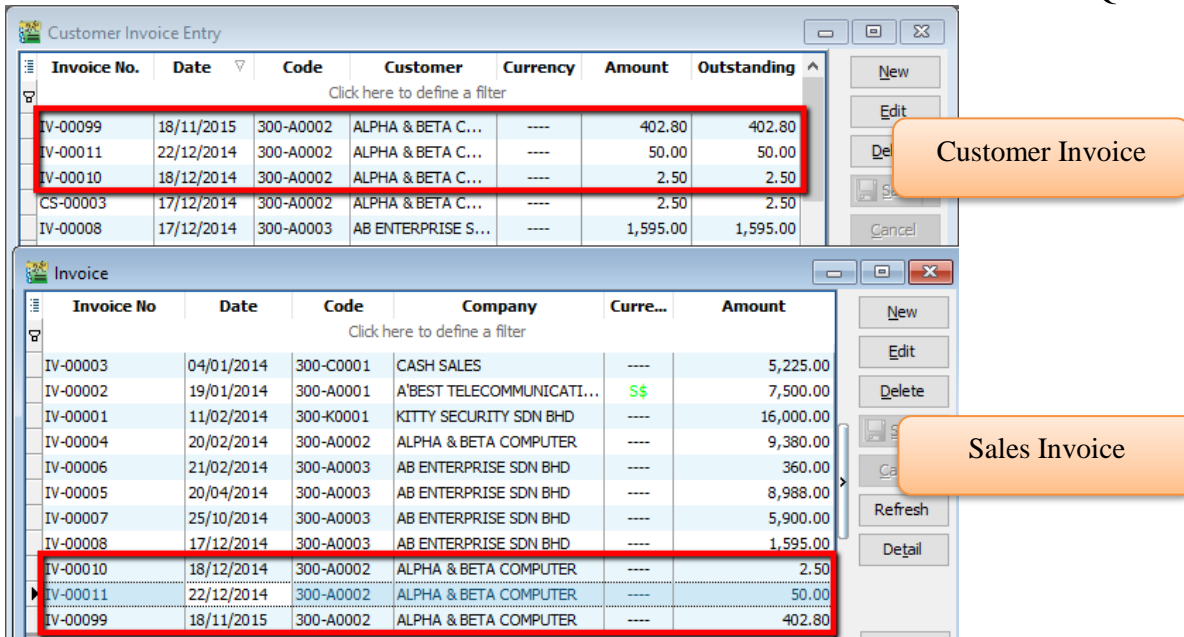 Customer Invoice Entry
Invoice No. Date Code Customer Currency Amount Outstanding
Click here to define a filter
IV-00099 18/11/2015 300-A0002 ALPHA & BETA C... ---- 402.80 402.80
IV-00011 22/12/2014 300-A0002 ALPHA & BETA C... ---- 50.00 50.00
IV-00010 18/12/2014 300-A0002 ALPHA & BETA C... ---- 2.50 2.50
CS-00003 17/12/2014 300-A0002 ALPHA & BETA C... ---- 2.50 2.50
IV-00008 17/12/2014 300-A0003 AB ENTERPRISE S... ---- 1,595.00 1,595.00
New
Edit
Cancel
Customer Invoice
Invoice
Invoice No Date Code Company Curre... Amount
Click here to define a filter
IV-00003 04/01/2014 300-C0001 CASH SALES ---- 5,225.00
IV-00002 19/01/2014 300-A0001 A'BEST TELECOMMUNICATI... S$ 7,500.00
IV-00001 11/02/2014 300-K0001 KITTY SECURITY SDN BHD ---- 16,000.00
IV-00004 20/02/2014 300-A0002 ALPHA & BETA COMPUTER ---- 9,380.00
IV-00006 21/02/2014 300-A0003 AB ENTERPRISE SDN BHD ---- 360.00
IV-00005 20/04/2014 300-A0003 AB ENTERPRISE SDN BHD ---- 8,988.00
IV-00007 25/10/2014 300-A0003 AB ENTERPRISE SDN BHD ---- 5,900.00
IV-00008 17/12/2014 300-A0003 AB ENTERPRISE SDN BHD ---- 1,595.00
IV-00010 18/12/2014 300-A0002 ALPHA & BETA COMPUTER ---- 2.50
IV-00011 22/12/2014 300-A0002 ALPHA & BETA COMPUTER ---- 50.00
IV-00099 18/11/2015 300-A0002 ALPHA & BETA COMPUTER ---- 402.80
New
Edit
Delete
Refresh
Detail
Sales Invoice